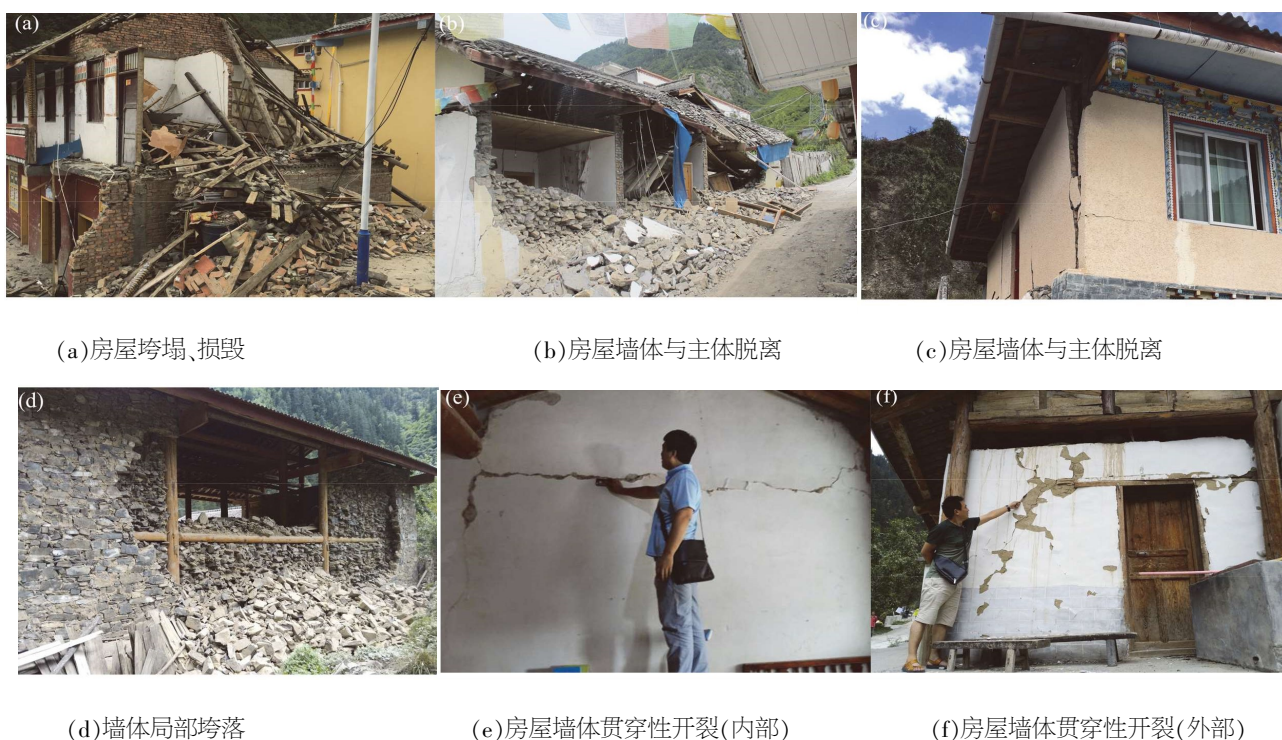 (a)
(b)
(c)
(a)房屋垮塌、损毁
(b)房屋墙体与主体脱离
(c)房屋墙体与主体脱离
(d)
(e)
(f)
(d)墙体局部垮落
(e)房屋墙体贯穿性开裂(内部)
(f)房屋墙体贯穿性开裂(外部)